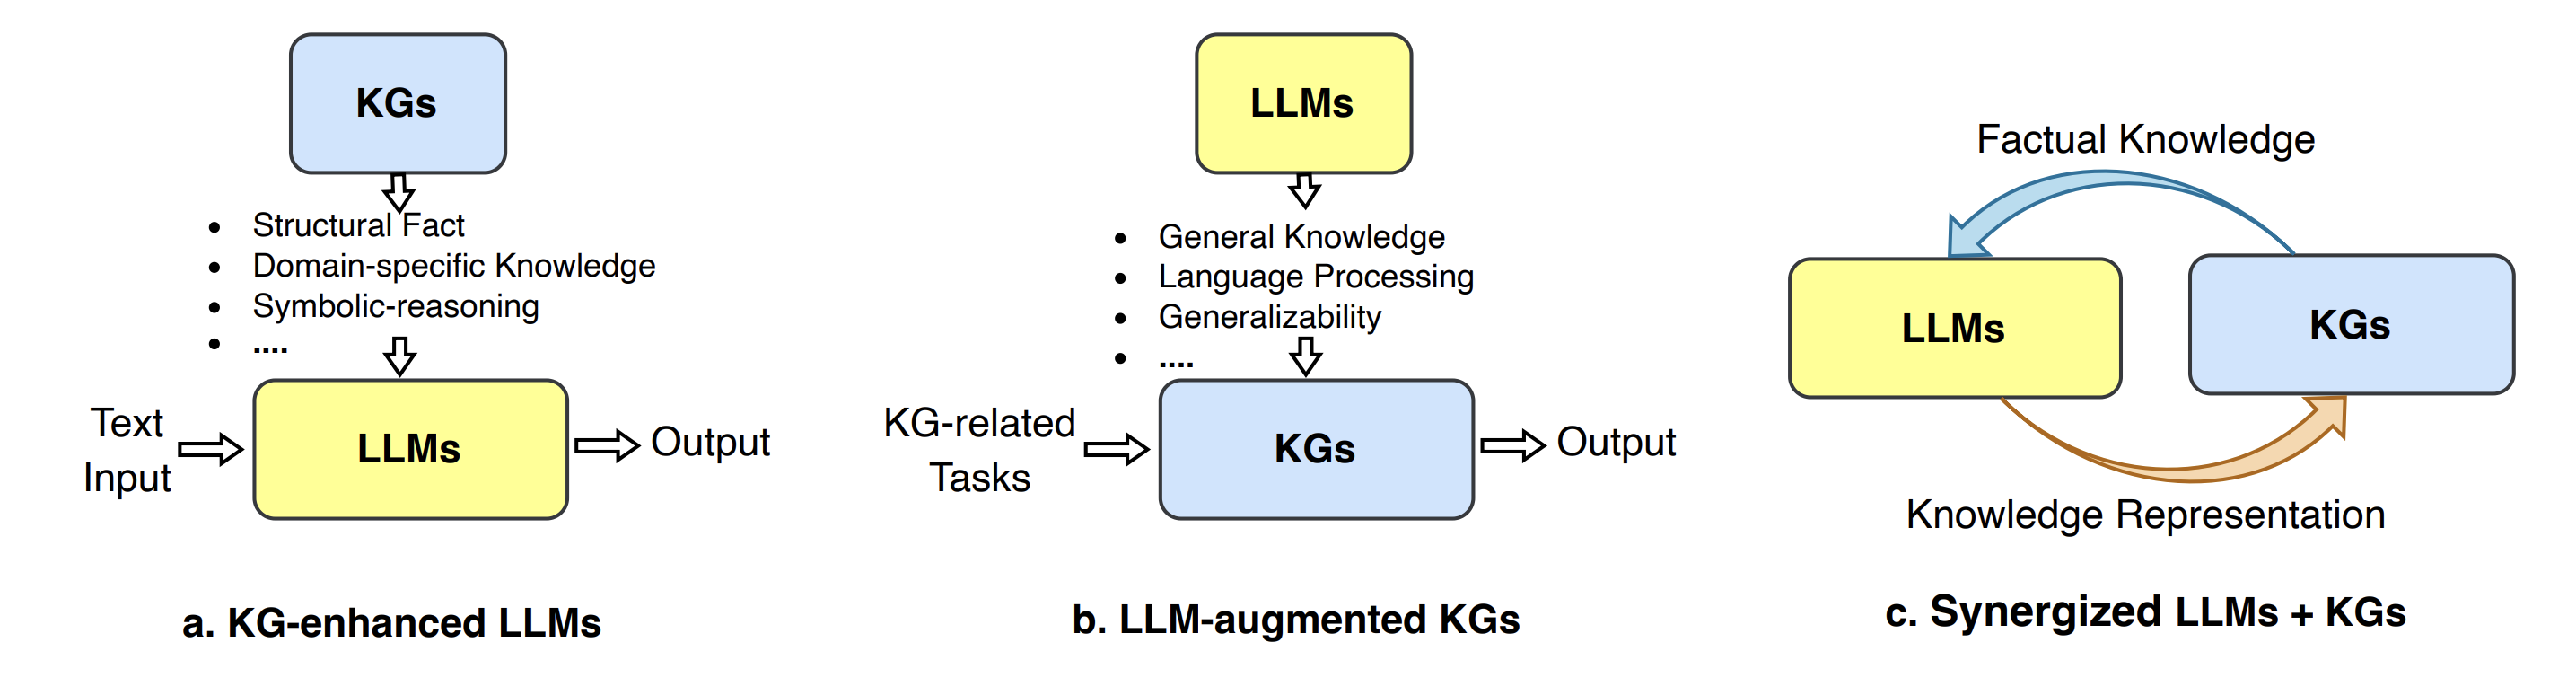 KGs
• Structural Fact
• Domain-specific Knowledge
• Symbolic-reasoning
• ....
Text
Input
LLMs
Output
a. KG-enhanced LLMs
LLMs
• General Knowledge
• Language Processing
• Generalizability
• ....
KG-related
Tasks
KGs
Output
b. LLM-augmented KGs
Factual Knowledge
LLMs
KGs
Knowledge Representation
c. Synergized LLMs + KGs